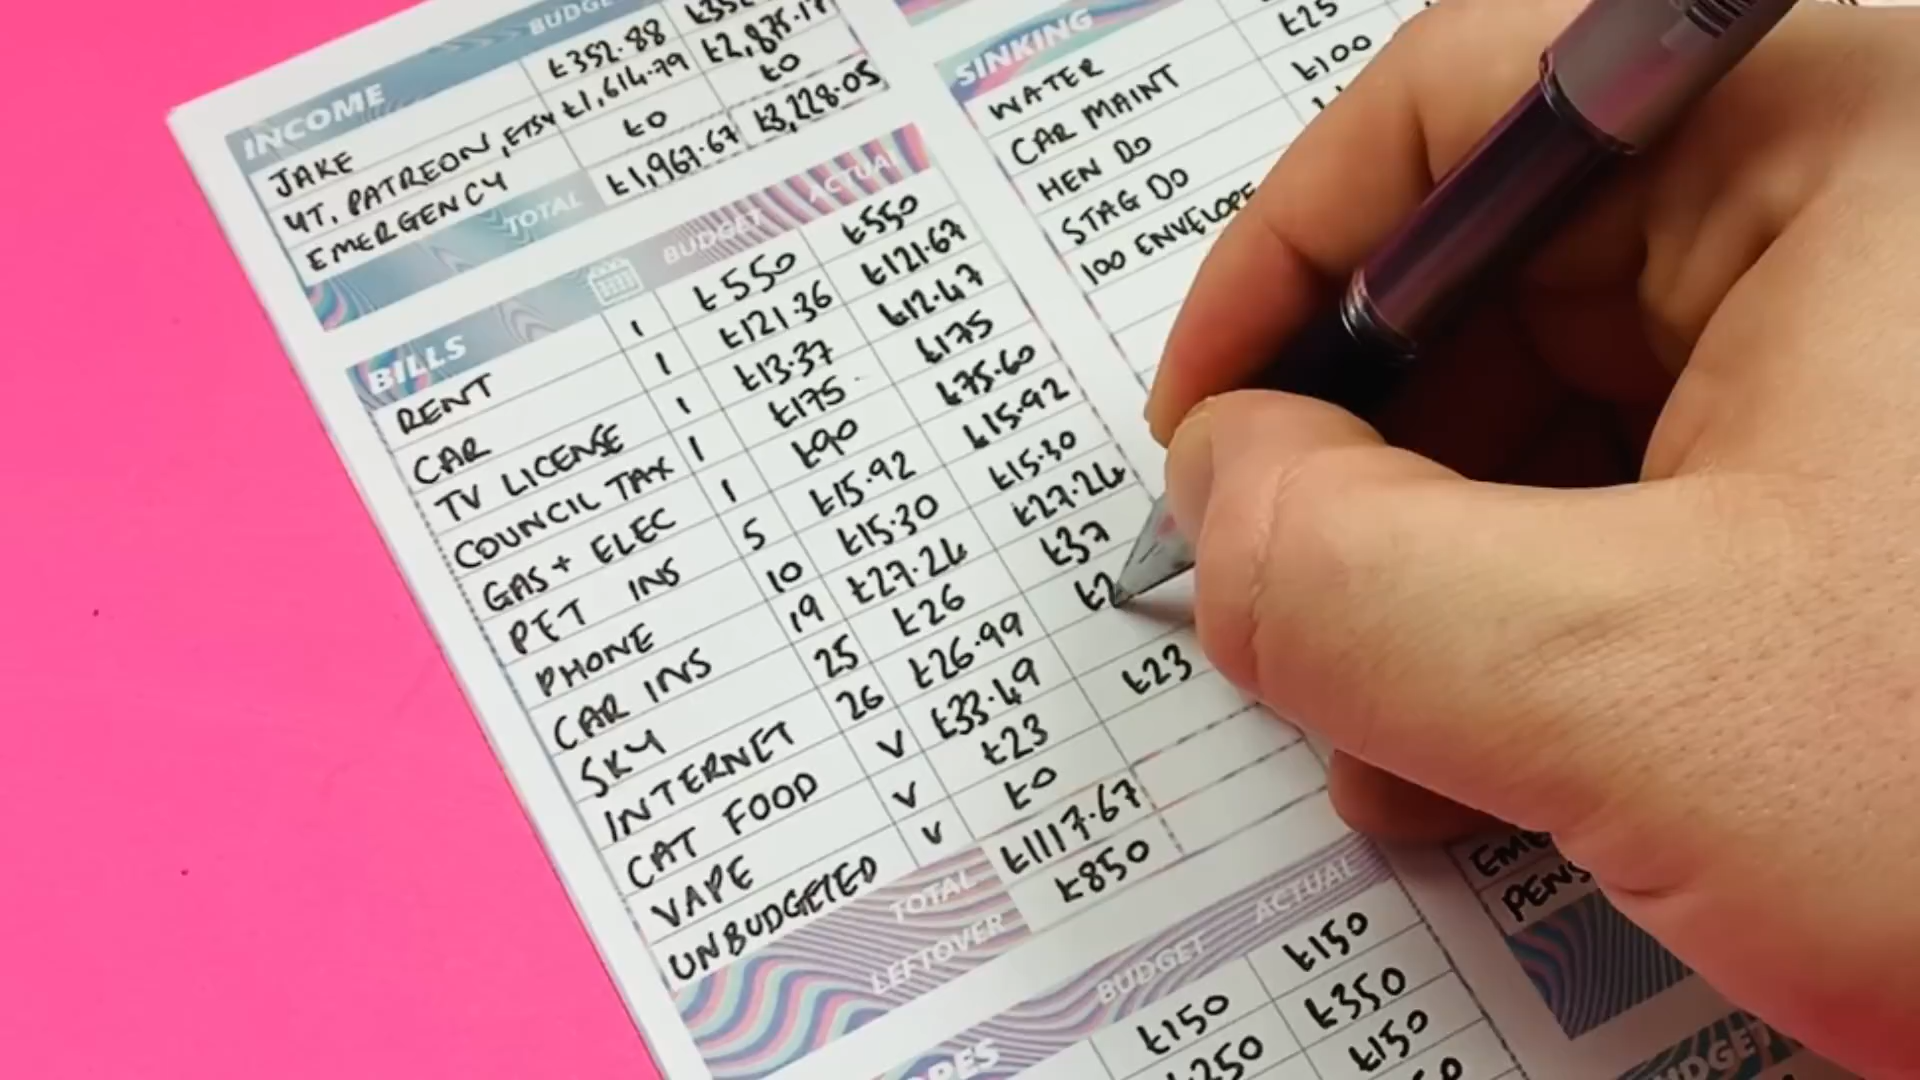 INCOME
JAKE £352.88
YT, PATREON, ETSY £1,614.79 £2,875.17
EMERGENCY £0 £0
TOTAL £1,967.67 £3,228.05
BILLS BUDGET ACTUAL
RENT 1 £550 £550
CAR 1 £121.36 £121.67
TV LICENSE 1 £13.37 £12.47
COUNCIL TAX 1 £175 £175
GAS + ELEC 1 £90 £75.60
PET INS 5 £15.92 £15.92
PHONE 10 £15.30 £15.30
CAR INS 19 £27.24 £27.24
SKY 25 £26 £37
INTERNET 26 £26.99 £2
CAT FOOD V £33.49
VAPE V £23 £23
UNBUDGETED V £0
TOTAL £1117.67
LEFTOVER £850
BUDGET ACTUAL
£150 £150
£250 £350
£150
SINKING
WATER £25
CAR MAINT £100
HEN DO
STAG DO
100 ENVELOPE